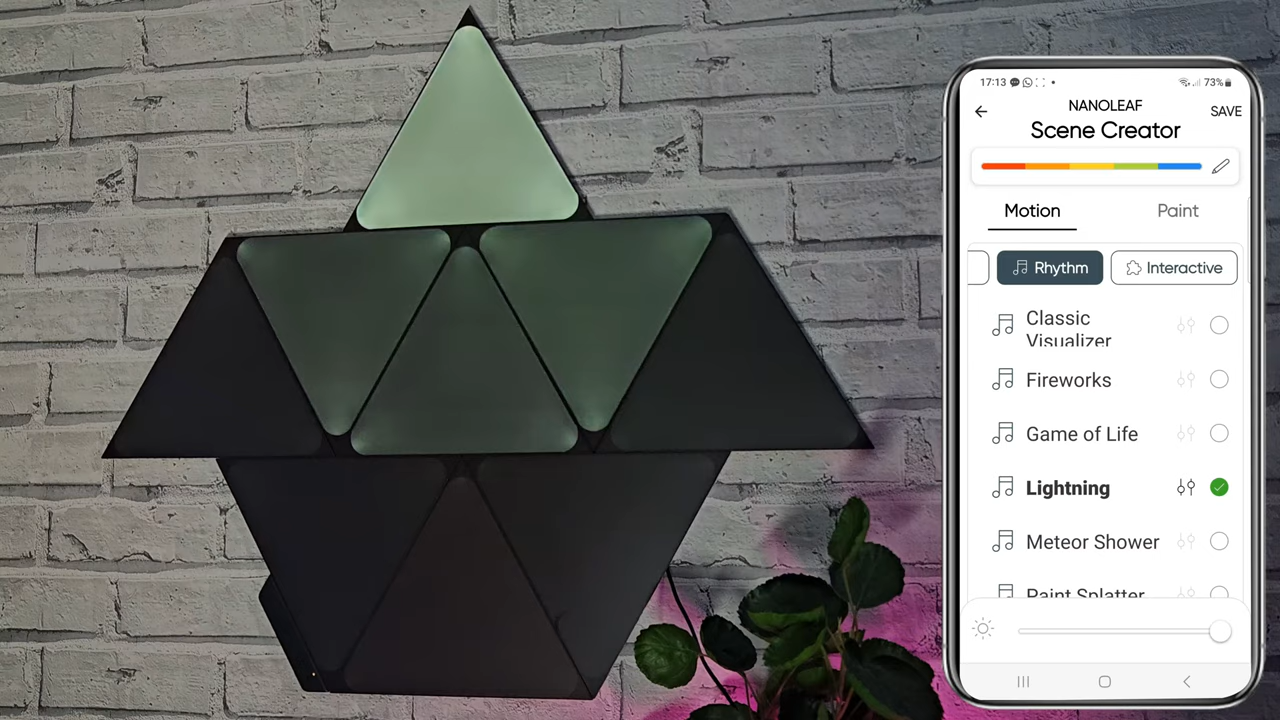 17:13
73%
NANOLEAF
SAVE
Scene Creator
Motion
Paint
Rhythm
Interactive
Classic
Visualizer
Fireworks
Game of Life
Lightning
Meteor Shower
Paint Splatter